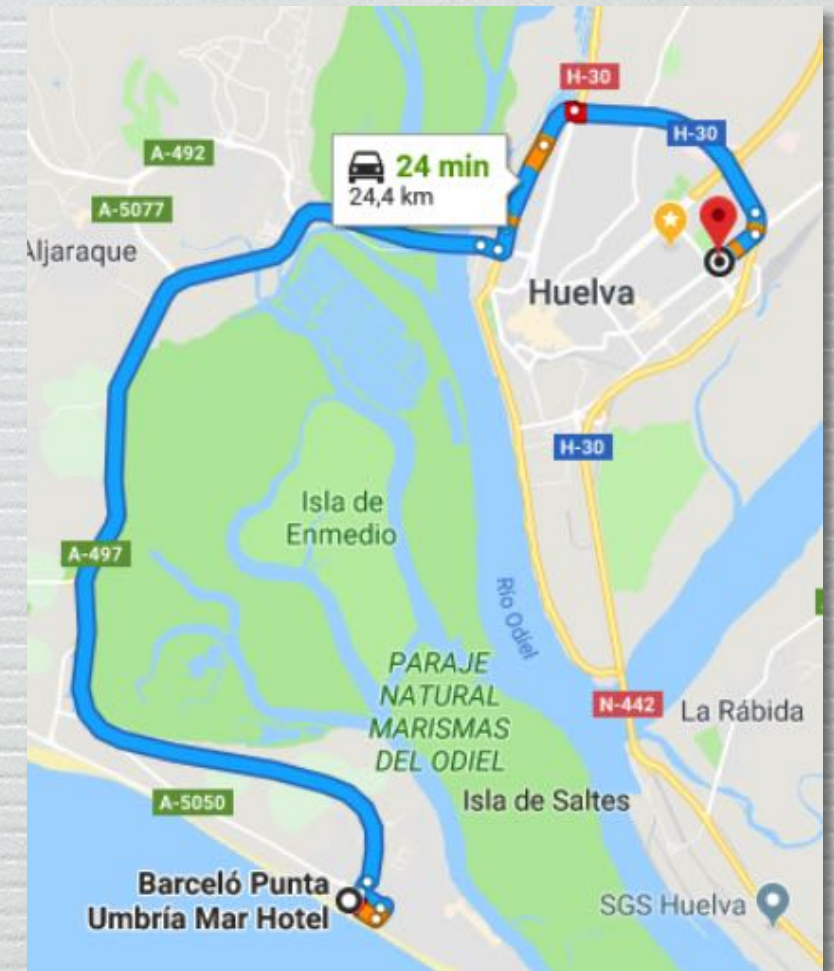 H-30
H-30
A-492
24 min
24,4 km
A-5077
Aljaraque
Huelva
H-30
Isla de
Enmedio
A-497
Río Odiel
PARAJE
NATURAL
MARISMAS
DEL ODIEL
N-442
La Rábida
A-5050
Isla de Saltes
Barceló Punta
Umbría Mar Hotel
SGS Huelva